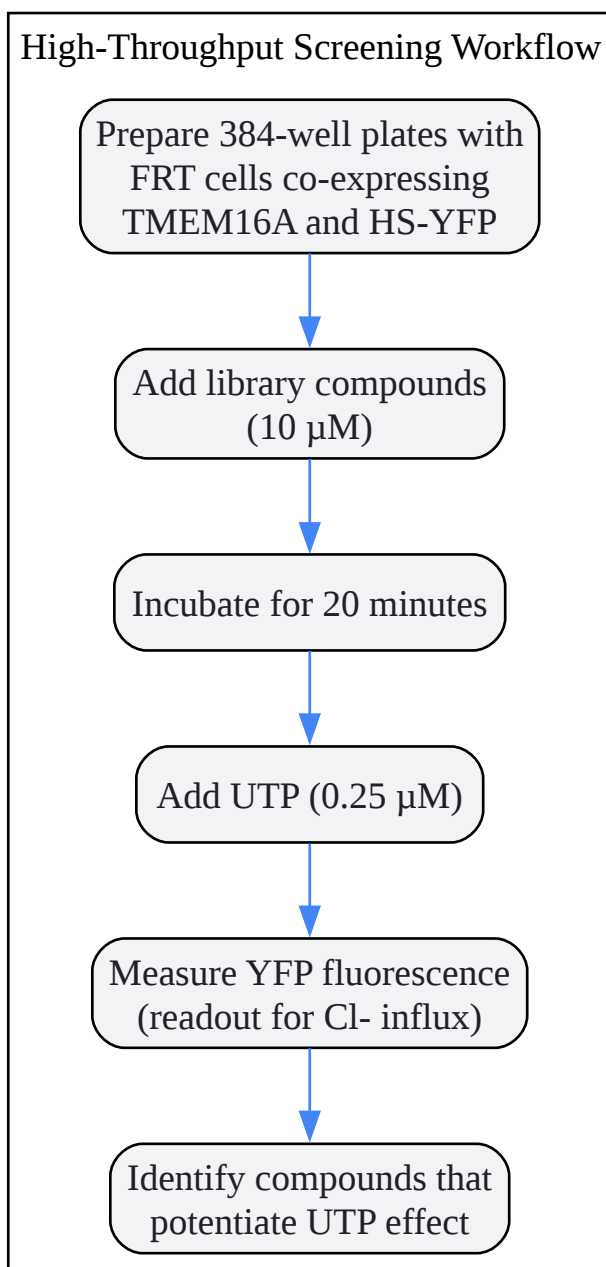 High-Throughput Screening Workflow
Prepare 384-well plates with
FRT cells co-expressing
TMEM16A and HS-YFP
Add library compounds
(10 µM)
Incubate for 20 minutes
Add UTP (0.25 µM)
Measure YFP fluorescence
(readout for Cl- influx)
Identify compounds that
potentiate UTP effect